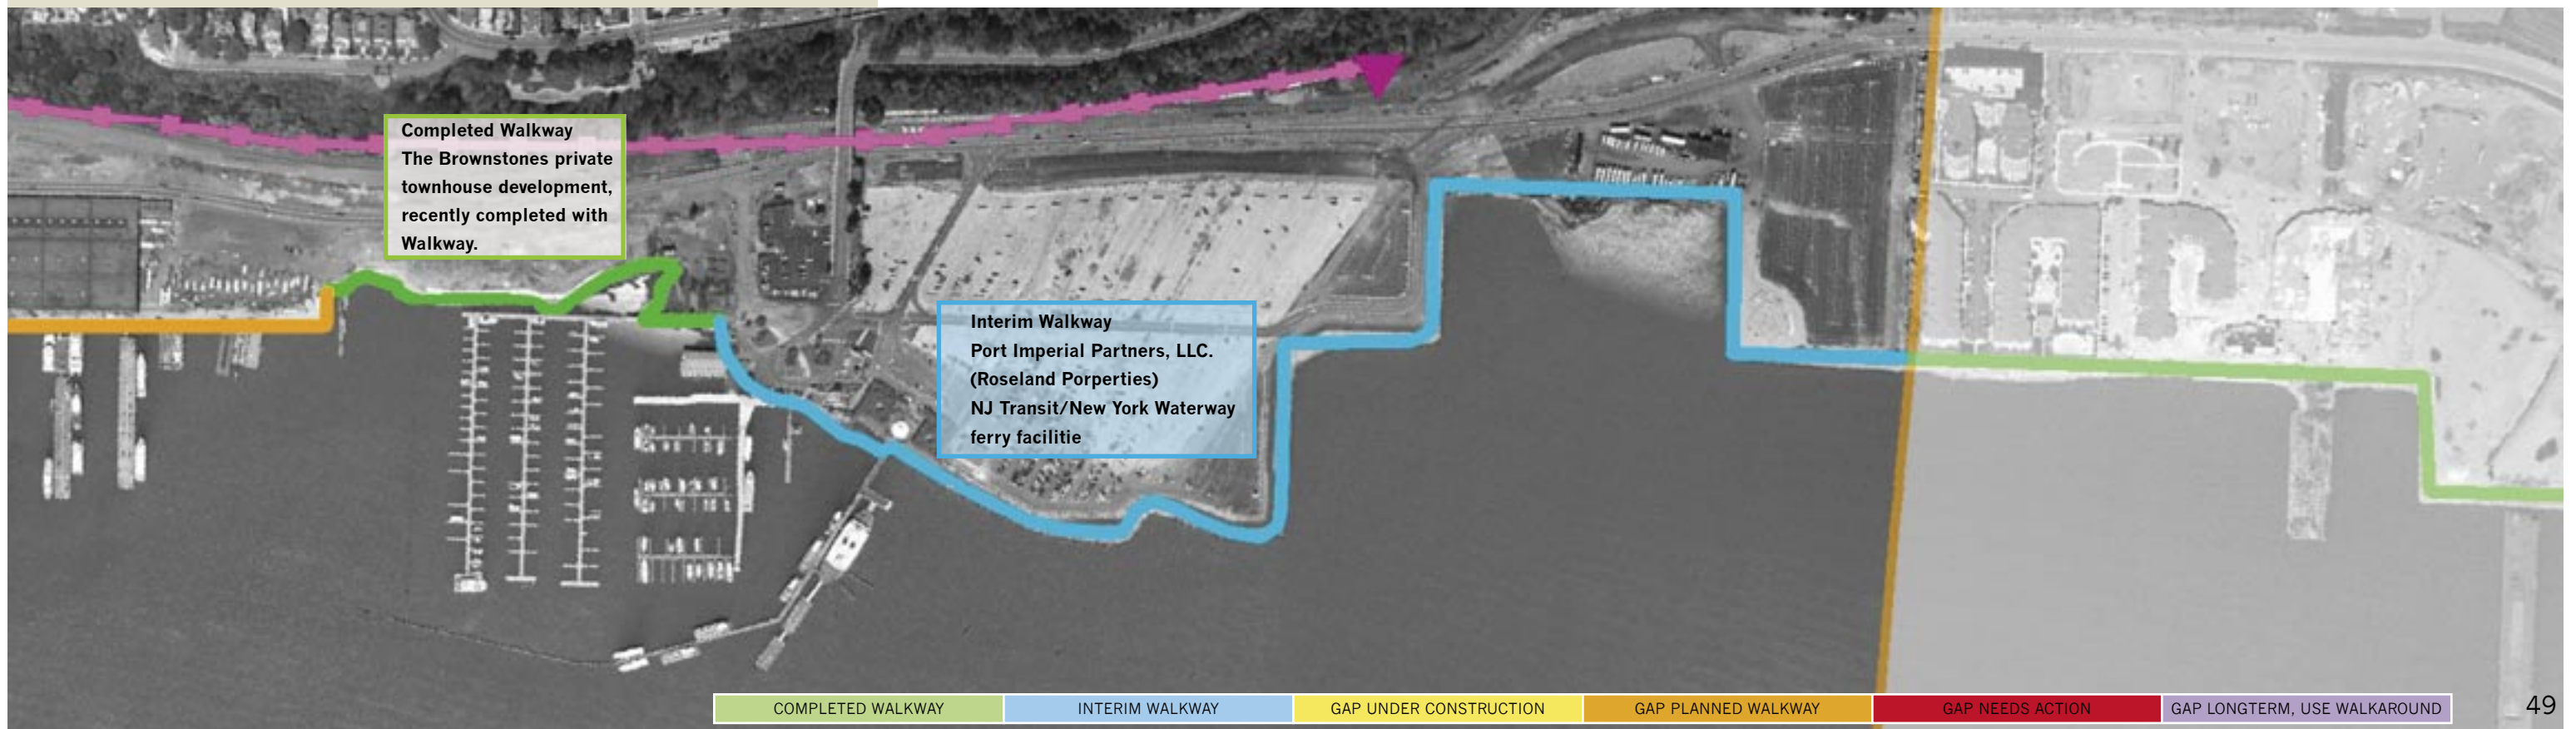 Completed Walkway
The Brownstones private
townhouse development,
recently completed with
Walkway.
Interim Walkway
Port Imperial Partners, LLC.
(Roseland Porperties)
NJ Transit/New York Waterway
ferry facilitie
COMPLETED WALKWAY
INTERIM WALKWAY
GAP UNDER CONSTRUCTION
GAP PLANNED WALKWAY
GAP NEEDS ACTION
GAP LONGTERM, USE WALKAROUND
49